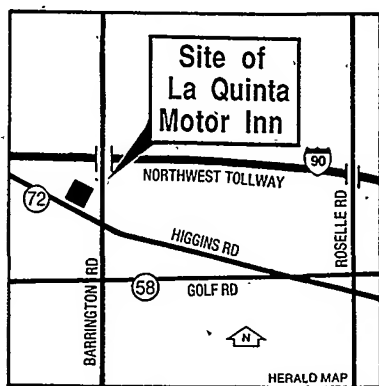 Site of
La Quinta
Motor Inn
90
NORTHWEST TOLLWAY
72
HIGGINS RD
ROSELLE RD
BARRINGTON RD
58
GOLF RD
N
HERALD MAP